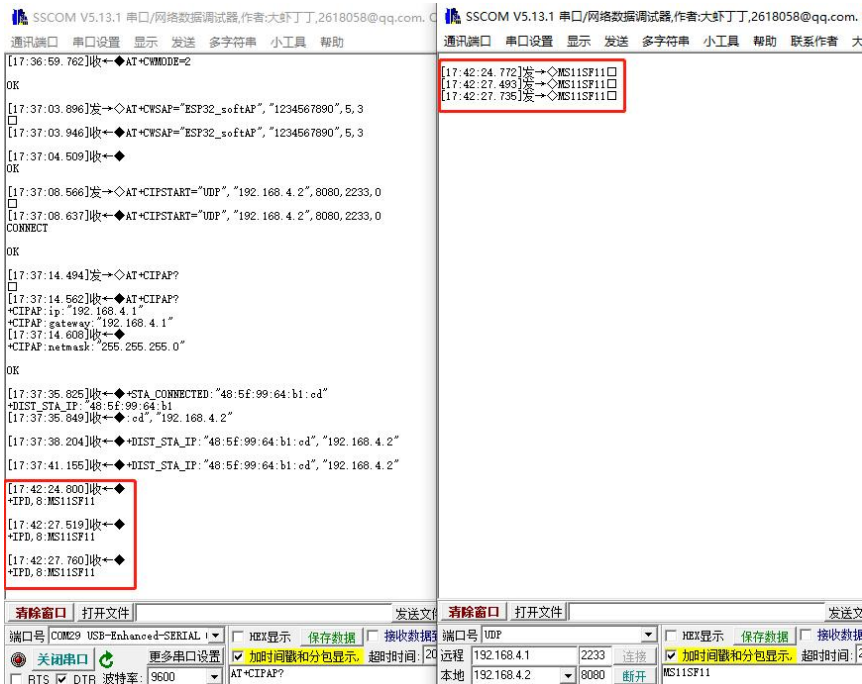 SSCOM V5.13.1 串口/网络数据调试器,作者:大虾丁丁,2618058@qq.com. C
通讯端口 串口设置 显示 发送 多字符串 小工具 帮助
[17:36:59.762]收←◆AT+CWMODE=2
OK
[17:37:03.896]发→◇AT+CWSAP="ESP32_softAP","1234567890",5,3
□
[17:37:03.946]收←◆AT+CWSAP="ESP32_softAP","1234567890",5,3
[17:37:04.509]收←◆
OK
[17:37:08.566]发→◇AT+CIPSTART="UDP","192.168.4.2",8080,2233,0
□
[17:37:08.637]收←◆AT+CIPSTART="UDP","192.168.4.2",8080,2233,0
CONNECT
OK
[17:37:14.494]发→◇AT+CIPAP?
□
[17:37:14.562]收←◆AT+CIPAP?
+CIPAP:ip:"192.168.4.1"
+CIPAP:gateway:"192.168.4.1"
[17:37:14.608]收←◆
+CIPAP:netmask:"255.255.255.0"
OK
[17:37:35.825]收←◆+STA_CONNECTED:"48:5f:99:64:b1:cd"
+DIST_STA_IP:"48:5f:99:64:b1
[17:37:35.849]收←◆:cd","192.168.4.2"
[17:37:38.204]收←◆+DIST_STA_IP:"48:5f:99:64:b1:cd","192.168.4.2"
[17:37:41.155]收←◆+DIST_STA_IP:"48:5f:99:64:b1:cd","192.168.4.2"
[17:42:24.800]收←◆
+IPD,8:MS11SF11
[17:42:27.519]收←◆
+IPD,8:MS11SF11
[17:42:27.760]收←◆
+IPD,8:MS11SF11
清除窗口 打开文件 发送文
端口号 COM29 USB-Enhanced-SERIAL HEX显示 保存数据 接收数据
关闭串口 更多串口设置 加时间戳和分包显示, 超时时间: 20
RTS DTR 波特率: 9600 AT+CIPAP?
SSCOM V5.13.1 串口/网络数据调试器,作者:大虾丁丁,2618058@qq.com.
通讯端口 串口设置 显示 发送 多字符串 小工具 帮助 联系作者 大
[17:42:24.772]发→◇MS11SF11□
[17:42:27.493]发→◇MS11SF11□
[17:42:27.735]发→◇MS11SF11□
清除窗口 打开文件 发送文
端口号 UDP HEX显示 保存数据 接收数据
远程 192.168.4.1 2233 连接 加时间戳和分包显示, 超时时间:
本地 192.168.4.2 8080 断开 MS11SF11